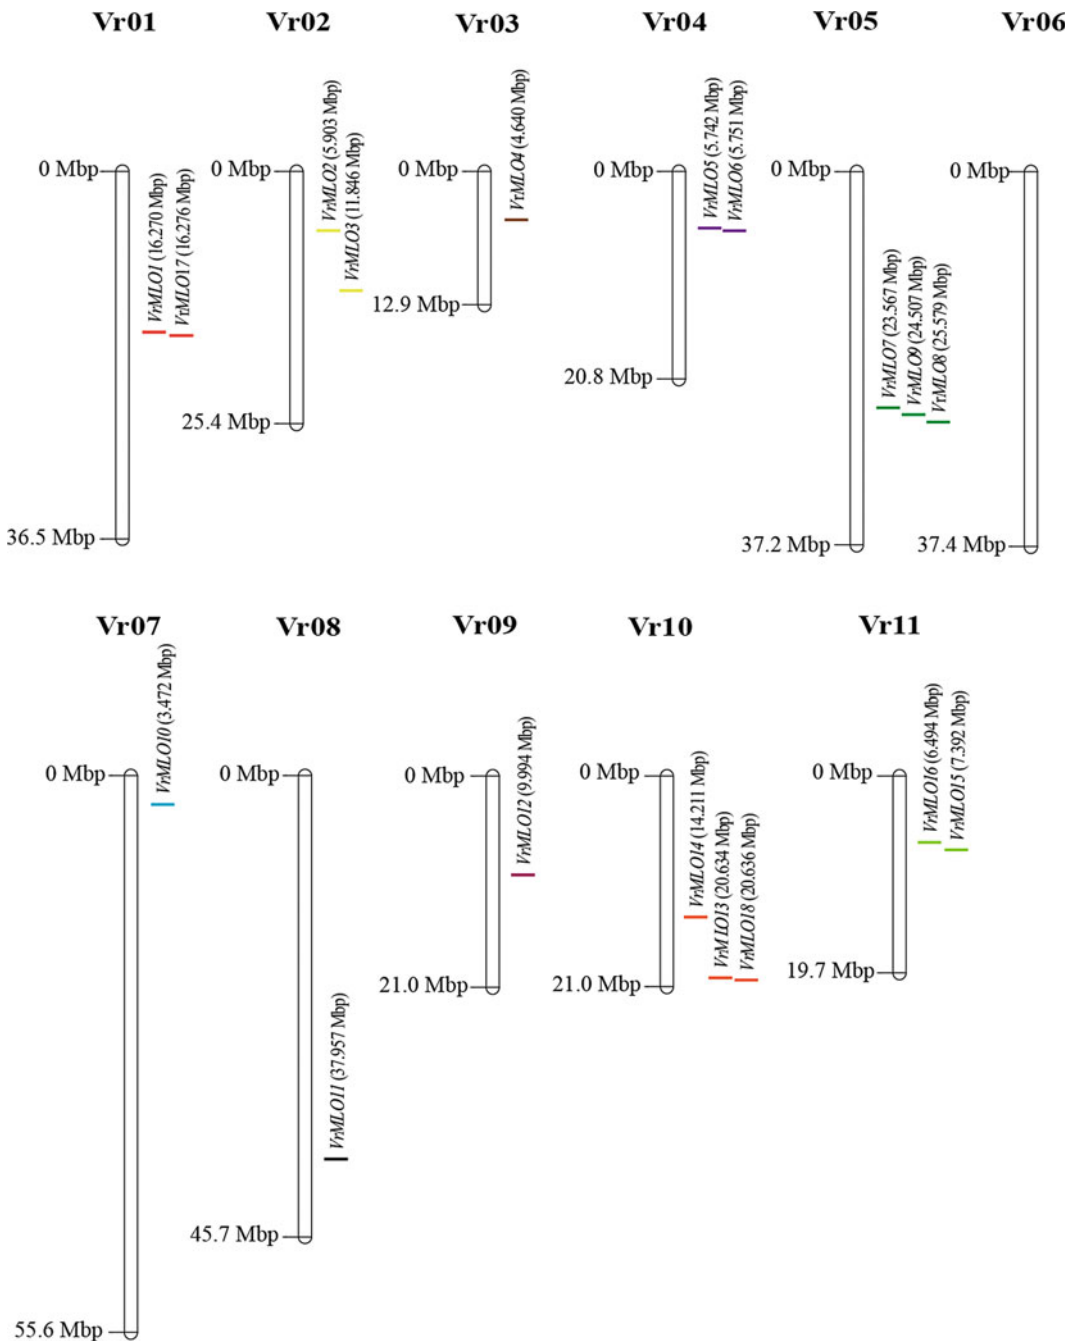 Vr01
Vr02
Vr03
Vr04
Vr05
Vr06
0 Mbp
36.5 Mbp
VrMLO1 (16.270 Mbp)
VrMLO17 (16.276 Mbp)
0 Mbp
25.4 Mbp
VrMLO2 (5.903 Mbp)
VrMLO3 (11.846 Mbp)
0 Mbp
12.9 Mbp
VrMLO4 (4.640 Mbp)
0 Mbp
20.8 Mbp
VrMLO5 (5.742 Mbp)
VrMLO6 (5.751 Mbp)
0 Mbp
37.2 Mbp
VrMLO7 (23.567 Mbp)
VrMLO9 (24.507 Mbp)
VrMLO8 (25.579 Mbp)
0 Mbp
37.4 Mbp
Vr07
Vr08
Vr09
Vr10
Vr11
0 Mbp
55.6 Mbp
VrMLO10 (3.472 Mbp)
0 Mbp
45.7 Mbp
VrMLO11 (37.957 Mbp)
0 Mbp
21.0 Mbp
VrMLO12 (9.994 Mbp)
0 Mbp
21.0 Mbp
VrMLO14 (14.211 Mbp)
VrM LO13 (20.634 Mbp)
VrMLO18 (20.636 Mbp)
0 Mbp
19.7 Mbp
VrMLO16 (6.494 Mbp)
VrMLO15 (7.392 Mbp)